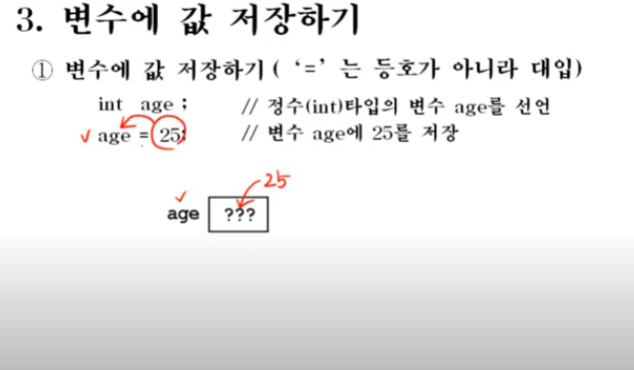 3. 변수에 값 저장하기
① 변수에 값 저장하기 ( ‘=’ 는 등호가 아니라 대입)
int age ; // 정수(int)타입의 변수 age를 선언
age = 25; // 변수 age에 25를 저장
25
age ???